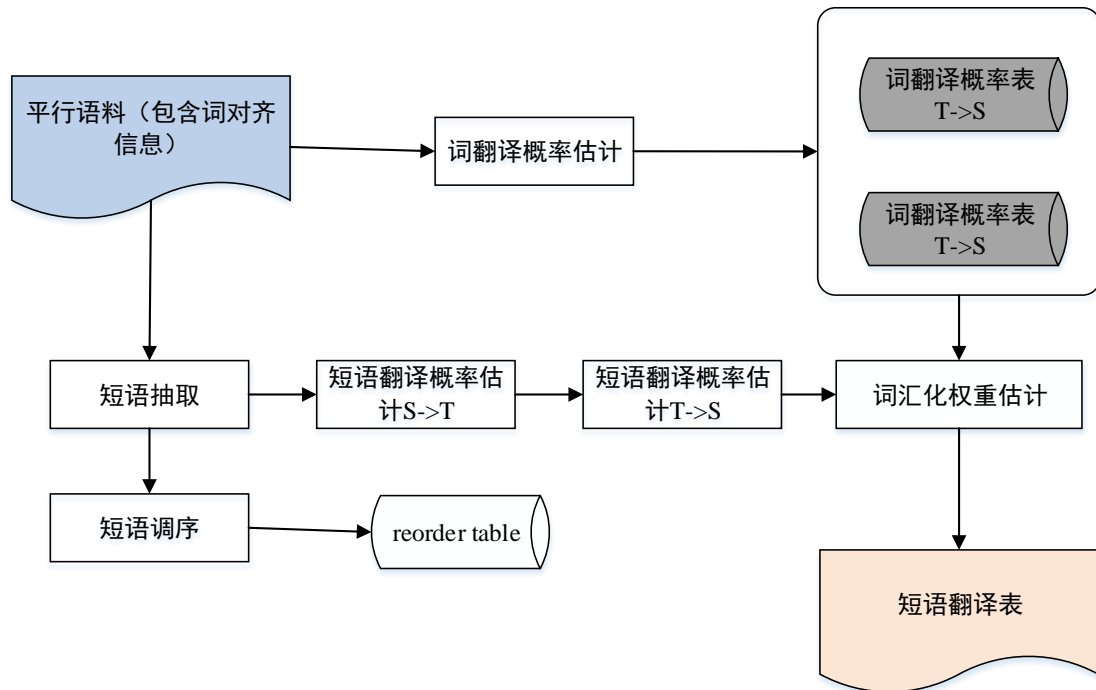 平行语料（包含词对齐
信息）
词翻译概率估计
词翻译概率表
T->S
词翻译概率表
T->S
短语抽取
短语翻译概率估
计S->T
短语翻译概率估
计T->S
词汇化权重估计
短语调序
reorder table
短语翻译表